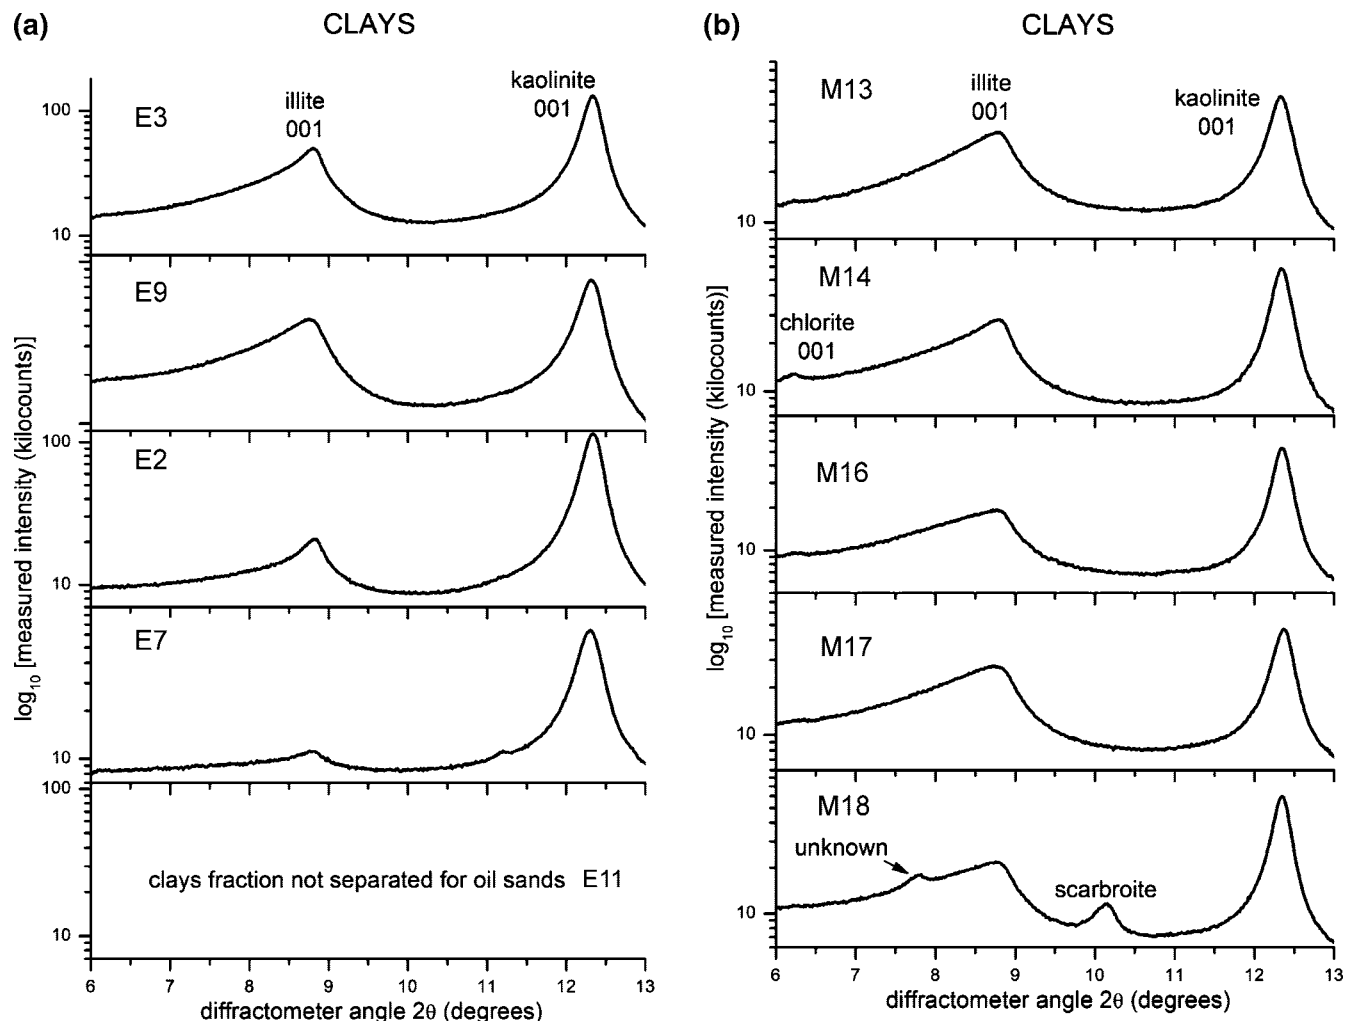 (a)
CLAYS
log10 [measured intensity (kilocounts)]
E3
illite
001
kaolinite
001
100
10
E9
E2
100
10
E7
10
100
clays fraction not separated for oil sands E11
10
6 7 8 9 10 11 12 13
diffractometer angle 2θ (degrees)
(b)
CLAYS
log10 [measured intensity (kilocounts)]
M13
illite
001
kaolinite
001
10
M14
chlorite
001
10
M16
10
M17
10
M18
unknown
scarbroite
10
6 7 8 9 10 11 12 13
diffractometer angle 2θ (degrees)